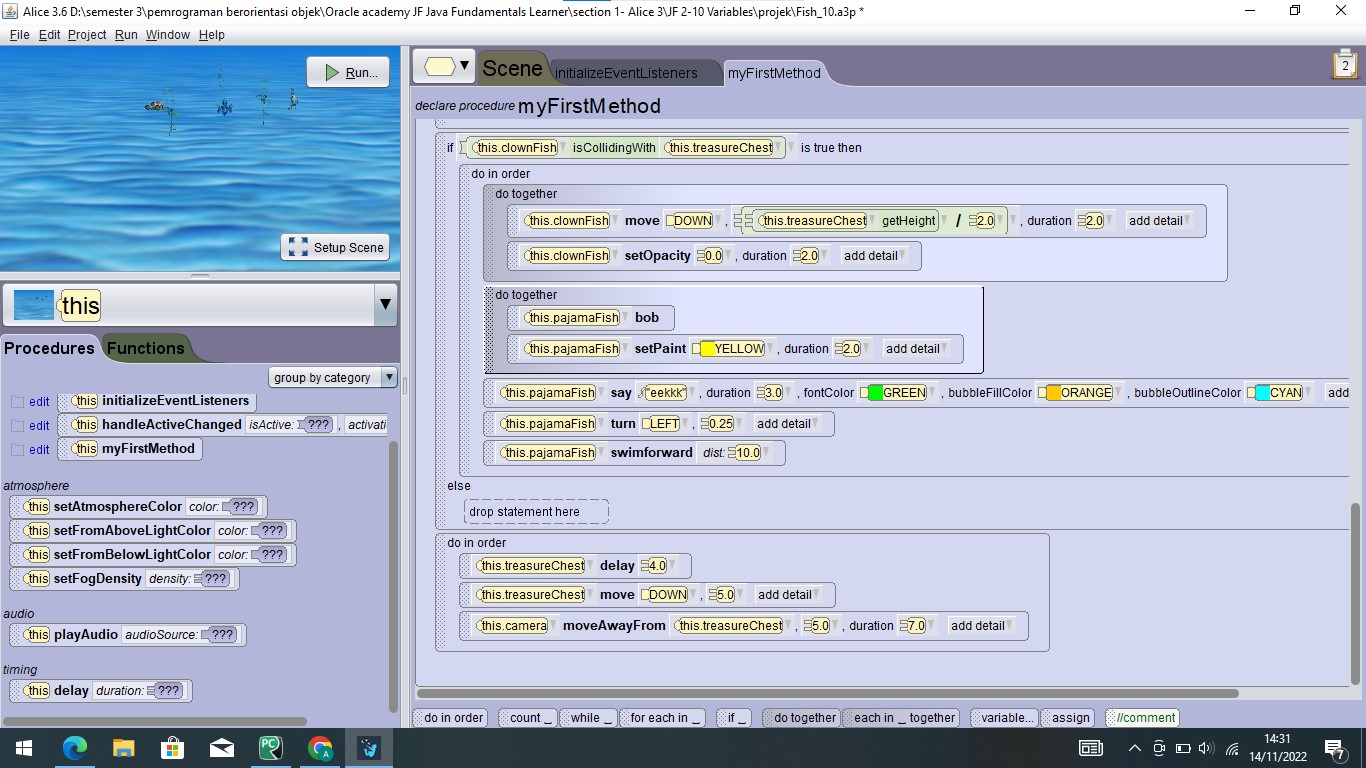 Alice 3.6 D:\semester 3\pemrograman berorientasi objek\Oracle academy JF Java Fundamentals Learner\section 1- Alice 3\JF 2-10 Variables\projek\Fish_10.a3p *
File Edit Project Run Window Help
Run...
Setup Scene
Scene initializeEventListeners myFirstMethod
2
declare procedure myFirstMethod
if this.clownFish isCollidingWith this.treasureChest is true then
do in order
do together
this.clownFish move DOWN , this.treasureChest getHeight / 2.0 , duration 2.0 add detail
this.clownFish setOpacity 0.0 , duration 2.0 add detail
do together
this.pajamaFish bob
this.pajamaFish setPaint YELLOW , duration 2.0 add detail
this.pajamaFish say "eekkk" , duration 3.0 , fontColor GREEN , bubbleFillColor ORANGE , bubbleOutlineColor CYAN add
this.pajamaFish turn LEFT , 0.25 add detail
this.pajamaFish swimforward dist: 10.0
else
drop statement here
do in order
this.treasureChest delay 4.0
this.treasureChest move DOWN , 5.0 add detail
this.camera moveAwayFrom this.treasureChest , 5.0 , duration 7.0 add detail
this
Procedures Functions
group by category
edit this initializeEventListeners
edit this handleActiveChanged isActive: ??? , activati
edit this myFirstMethod
atmosphere
this setAtmosphereColor color: ???
this setFromAboveLightColor color: ???
this setFromBelowLightColor color: ???
this setFogDensity density: ???
audio
this playAudio audioSource: ???
timing
this delay duration: ???
do in order count _ while _ for each in _ if _ do together each in _ together variable... assign //comment
PC
A
14:31
14/11/2022
7